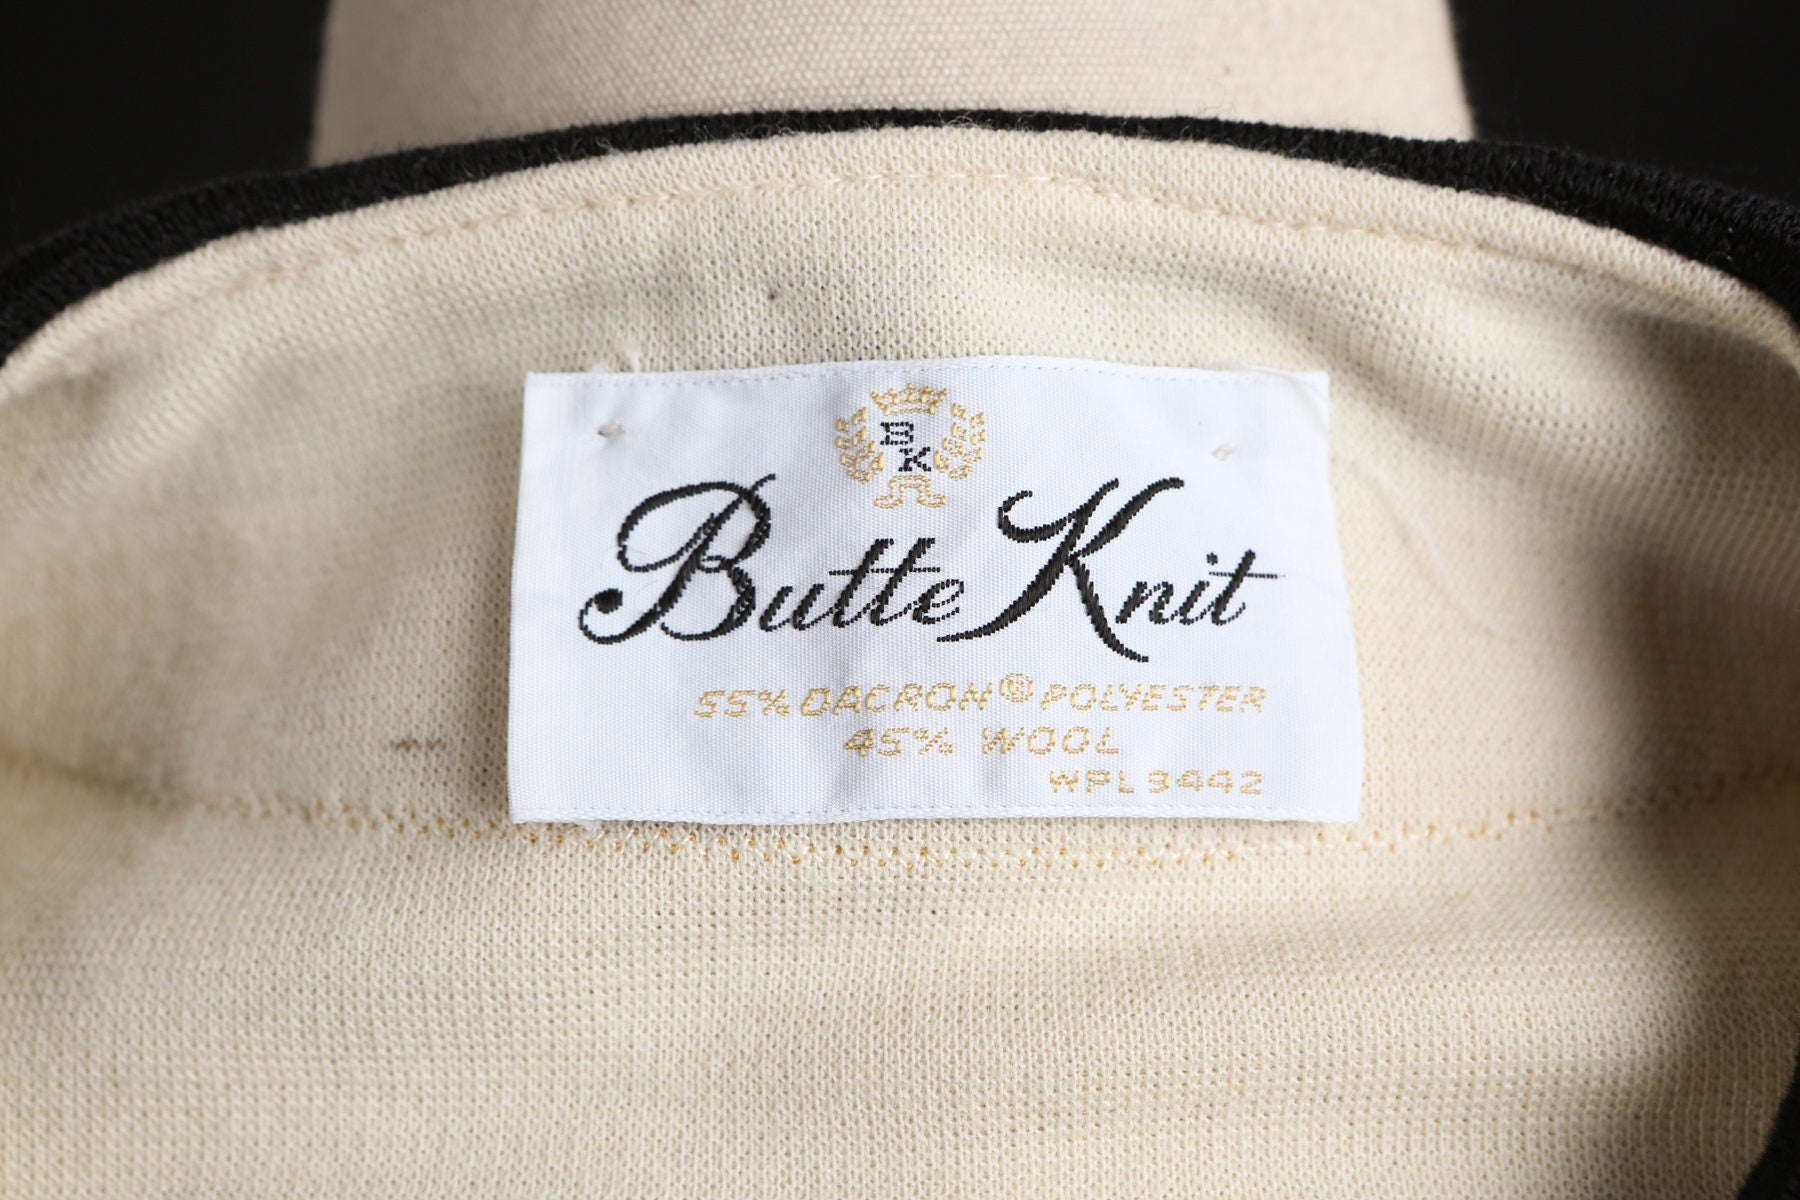 BK
Butte Knit
55% DACRON® POLYESTER
45% WOOL
WPL 9442